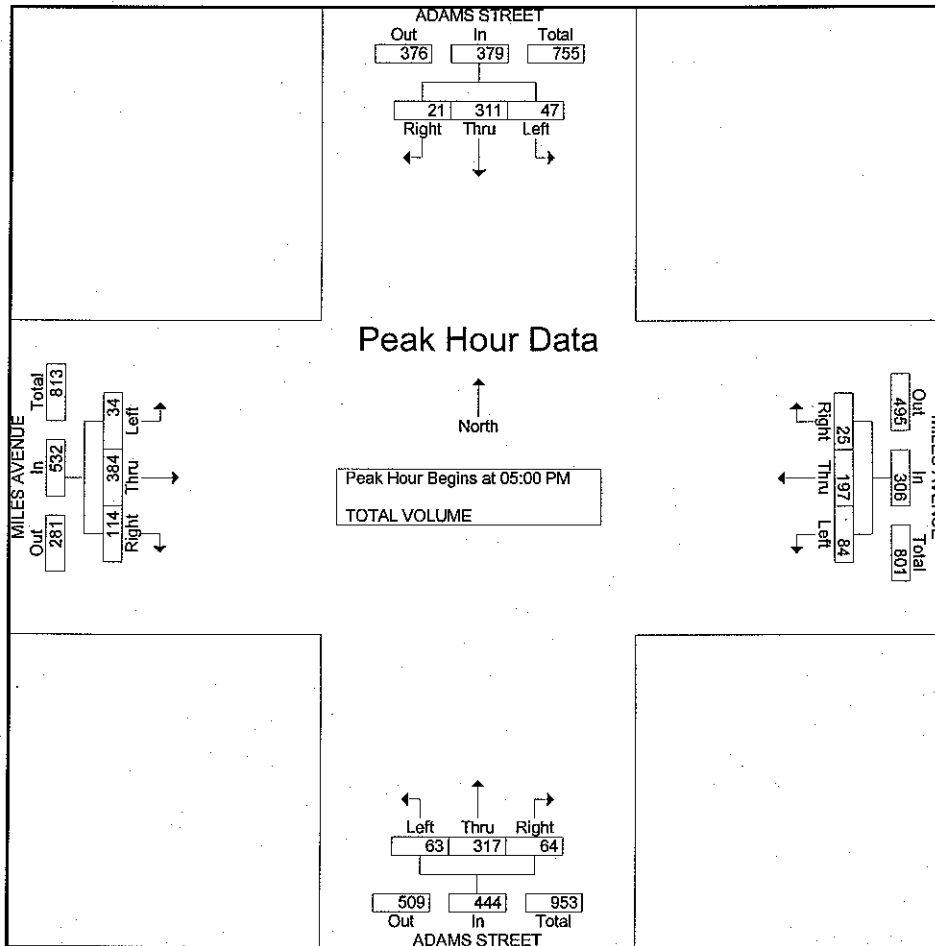 ADAMS STREET
Out In Total
376 379 755
21 311 47
Right Thru Left
Peak Hour Data
North
Peak Hour Begins at 05:00 PM
TOTAL VOLUME
MILES AVENUE
Out In Total
281 532 813
Left Thru Right
34 384 114
Out In Total
495 306 801
Right Thru Left
25 197 84
MILES AVENUE
Left Thru Right
63 317 64
509 444 953
Out In Total
ADAMS STREET